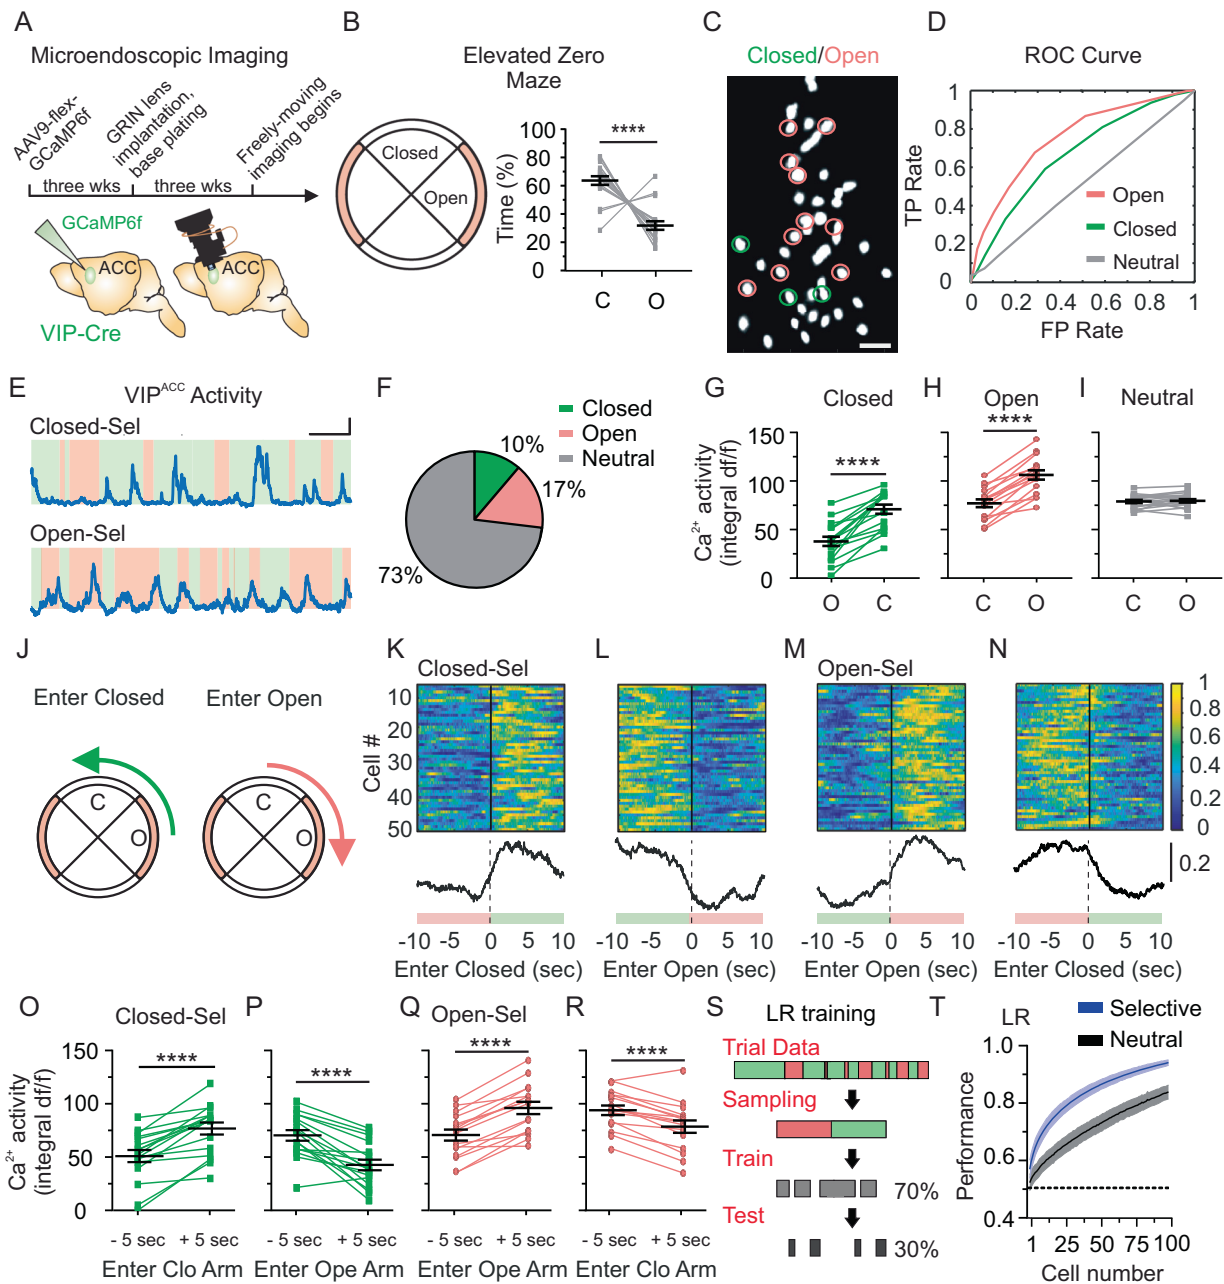 A
Microendoscopic Imaging
AAV9-flex-
GCaMP6f
GRIN lens
implantation,
base plating
Freely-moving
imaging begins
three wks
three wks
GCaMP6f
ACC
ACC
VIP-Cre
B
Elevated Zero
Maze
Closed
Open
Time (%)
100
80
60
40
20
0
****
C
O
C
Closed/Open
D
ROC Curve
TP Rate
1
0.8
0.6
0.4
0.2
0
Open
Closed
Neutral
0
0.2
0.4
0.6
0.8
1
FP Rate
E
VIP^ACC Activity
Closed-Sel
Open-Sel
F
Closed
Open
Neutral
10%
17%
73%
G
Closed
Ca²⁺ activity
(integral df/f)
150
100
50
0
****
O
C
H
Open
****
C
O
I
Neutral
C
O
J
Enter Closed
Enter Open
C
O
C
O
K
Closed-Sel
Cell #
10
20
30
40
50
-10 -5 0 5 10
Enter Closed (sec)
L
-10 -5 0 5 10
Enter Open (sec)
M
Open-Sel
-10 -5 0 5 10
Enter Open (sec)
N
-10 -5 0 5 10
Enter Closed (sec)
1
0.8
0.6
0.4
0.2
0
0.2
O
Closed-Sel
Ca²⁺ activity
(integral df/f)
150
100
50
0
****
- 5 sec + 5 sec
Enter Clo Arm
P
****
- 5 sec + 5 sec
Enter Ope Arm
Q
Open-Sel
****
- 5 sec + 5 sec
Enter Ope Arm
R
****
- 5 sec + 5 sec
Enter Clo Arm
S
LR training
Trial Data
Sampling
Train
70%
Test
30%
T
LR
Selective
Neutral
Performance
1.0
0.8
0.6
0.4
1 25 50 75 100
Cell number